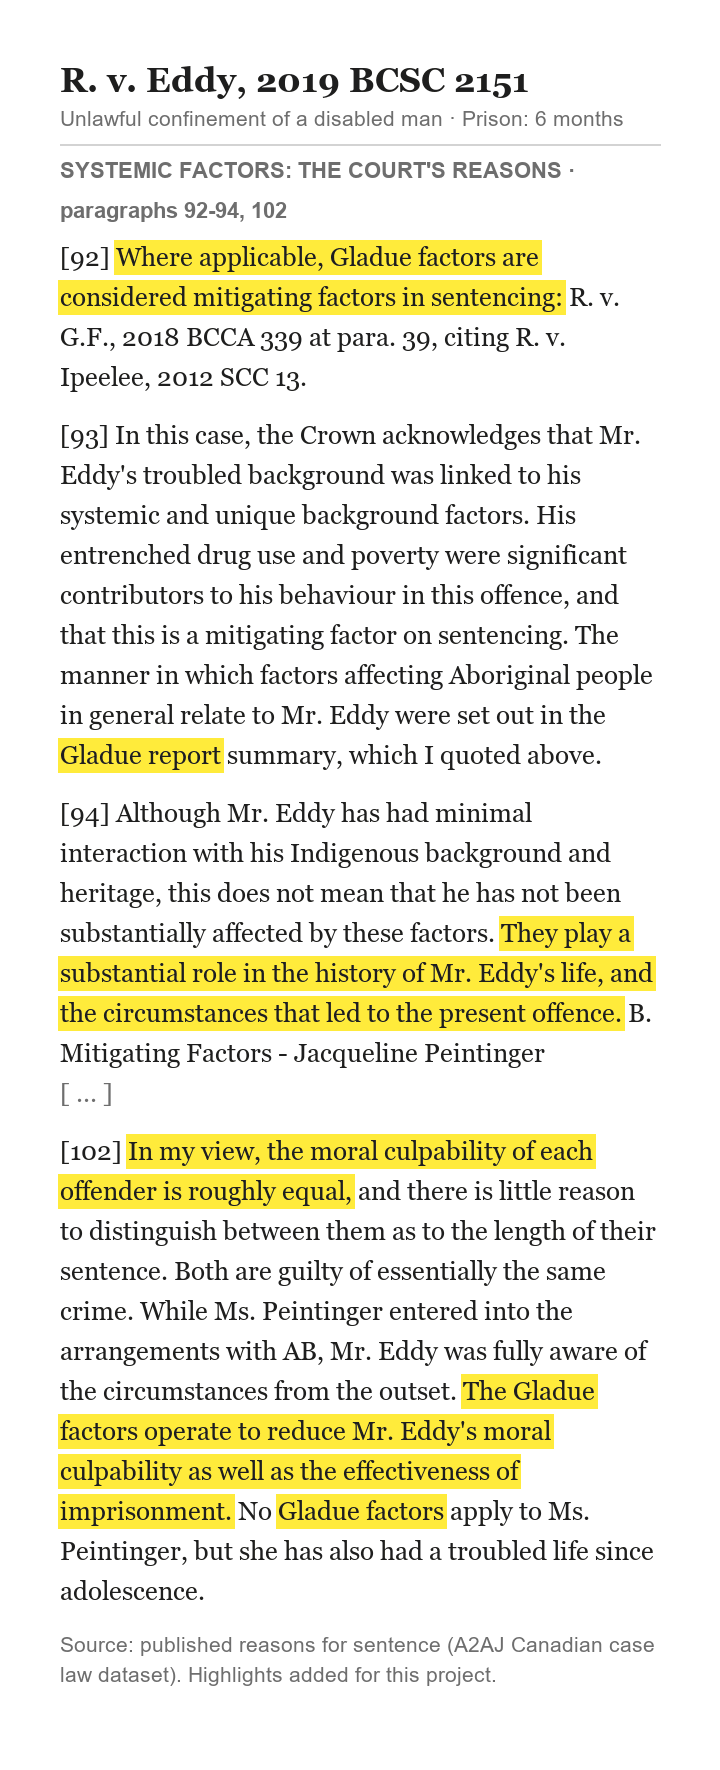 R. v. Eddy, 2019 BCSC 2151
Unlawful confinement of a disabled man · Prison: 6 months
SYSTEMIC FACTORS: THE COURT'S REASONS ·
paragraphs 92-94, 102
[92] Where applicable, Gladue factors are
considered mitigating factors in sentencing: R. v.
G.F., 2018 BCCA 339 at para. 39, citing R. v.
Ipeelee, 2012 SCC 13.
[93] In this case, the Crown acknowledges that Mr.
Eddy's troubled background was linked to his
systemic and unique background factors. His
entrenched drug use and poverty were significant
contributors to his behaviour in this offence, and
that this is a mitigating factor on sentencing. The
manner in which factors affecting Aboriginal people
in general relate to Mr. Eddy were set out in the
Gladue report summary, which I quoted above.
[94] Although Mr. Eddy has had minimal
interaction with his Indigenous background and
heritage, this does not mean that he has not been
substantially affected by these factors. They play a
substantial role in the history of Mr. Eddy's life, and
the circumstances that led to the present offence. B.
Mitigating Factors - Jacqueline Peintinger
[ ... ]
[102] In my view, the moral culpability of each
offender is roughly equal, and there is little reason
to distinguish between them as to the length of their
sentence. Both are guilty of essentially the same
crime. While Ms. Peintinger entered into the
arrangements with AB, Mr. Eddy was fully aware of
the circumstances from the outset. The Gladue
factors operate to reduce Mr. Eddy's moral
culpability as well as the effectiveness of
imprisonment. No Gladue factors apply to Ms.
Peintinger, but she has also had a troubled life since
adolescence.
Source: published reasons for sentence (A2AJ Canadian case
law dataset). Highlights added for this project.